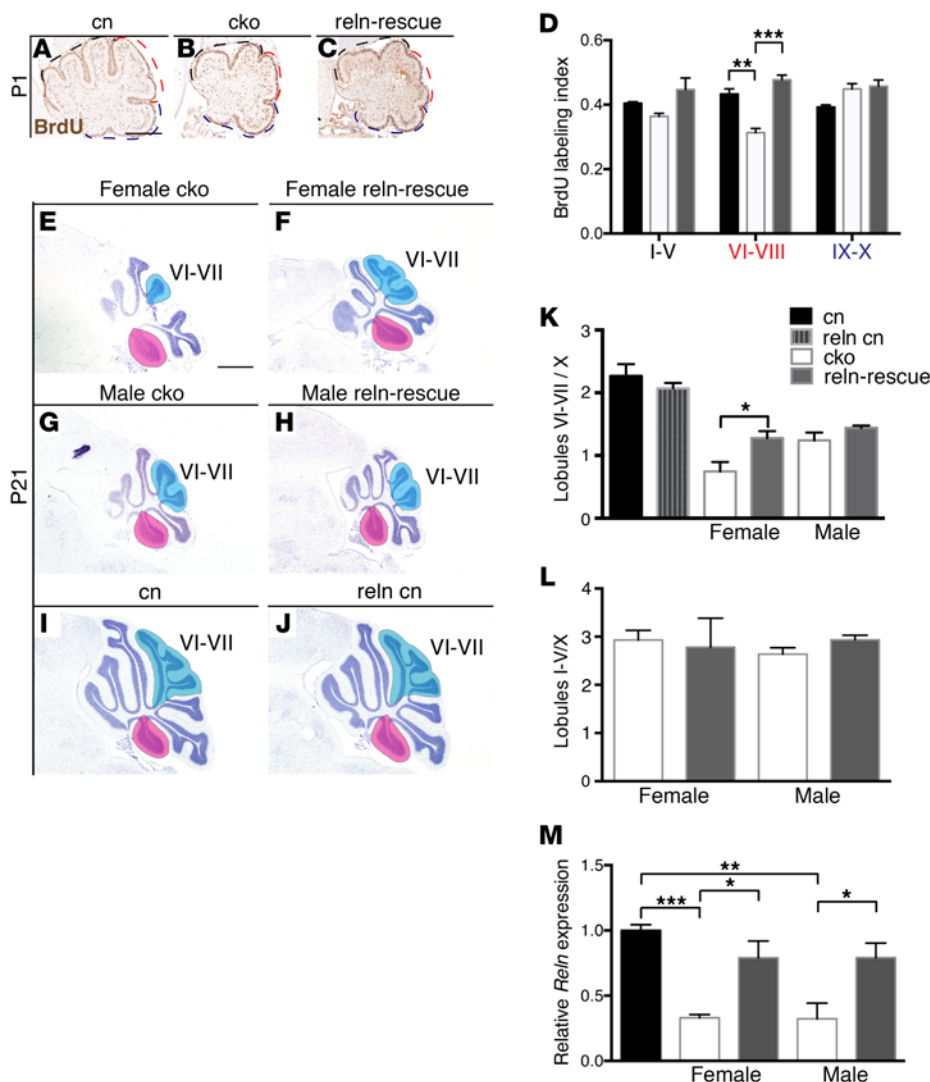 cn cko reln-rescue
A B C
P1
BrdU
D
***
**
BrdU labeling index
0.6
0.4
0.2
0.0
I-V VI-VIII IX-X
Female cko Female reln-rescue
E F
VI-VII VI-VII
Male cko Male reln-rescue
G H
VI-VII VI-VII
P21
cn reln cn
I J
VI-VII VI-VII
K
cn
reln cn
cko
reln-rescue
*
Lobules VI-VII / X
3
2
1
0
Female Male
L
Lobules I-V/X
4
3
2
1
0
Female Male
M
**
*** * *
Relative Reln expression
1.5
1.0
0.5
0.0
Female Male